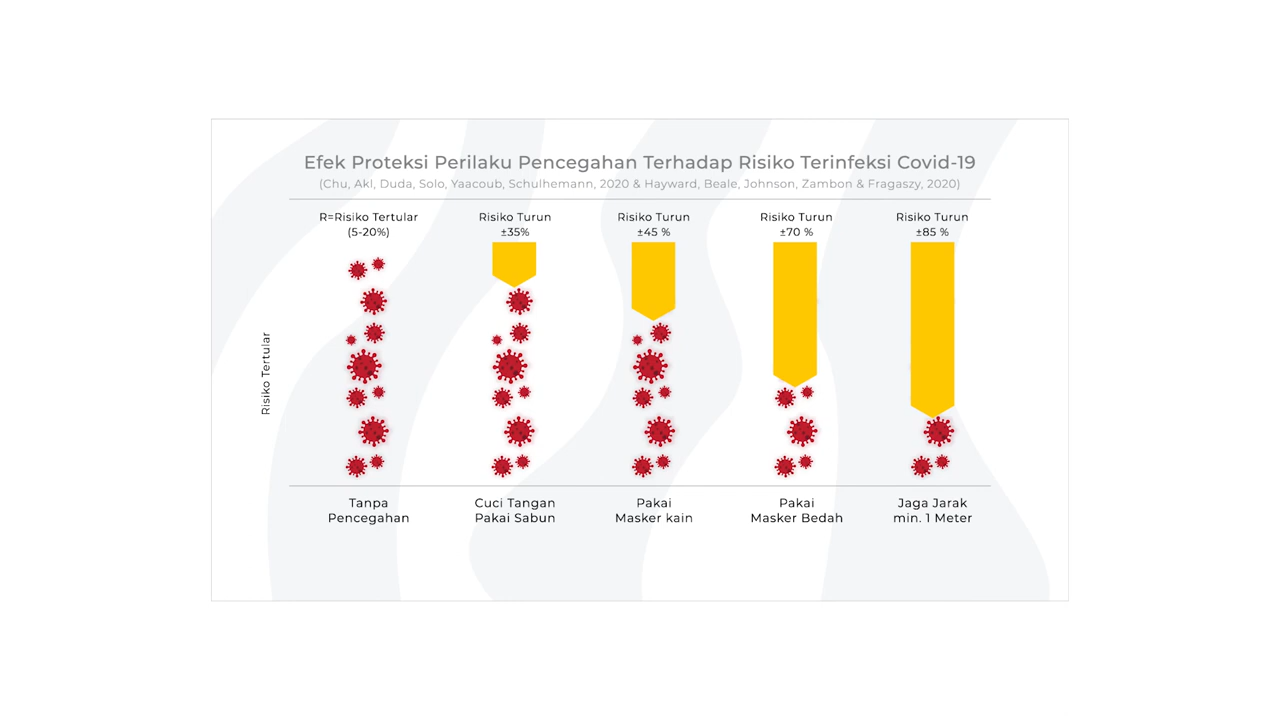 Efek Proteksi Perilaku Pencegahan Terhadap Risiko Terinfeksi Covid-19
(Chu, Akl, Duda, Solo, Yaacoub, Schulhemann, 2020 & Hayward, Beale, Johnson, Zambon & Fragaszy, 2020)
R=Risiko Tertular
(5-20%)
Risiko Turun
±35%
Risiko Turun
±45 %
Risiko Turun
±70 %
Risiko Turun
±85 %
Risiko Tertular
Tanpa
Pencegahan
Cuci Tangan
Pakai Sabun
Pakai
Masker kain
Pakai
Masker Bedah
Jaga Jarak
min. 1 Meter